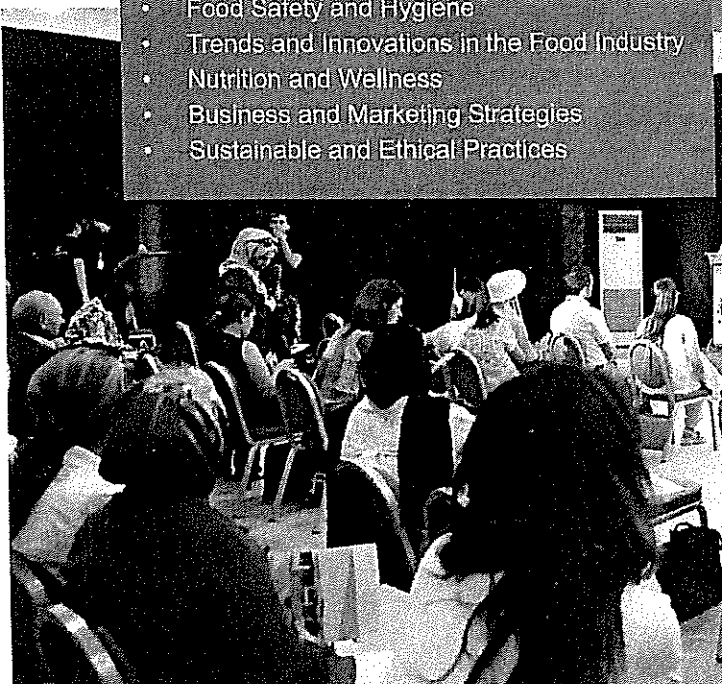 • Food Safety and Hygiene
• Trends and Innovations in the Food Industry
• Nutrition and Wellness
• Business and Marketing Strategies
• Sustainable and Ethical Practices